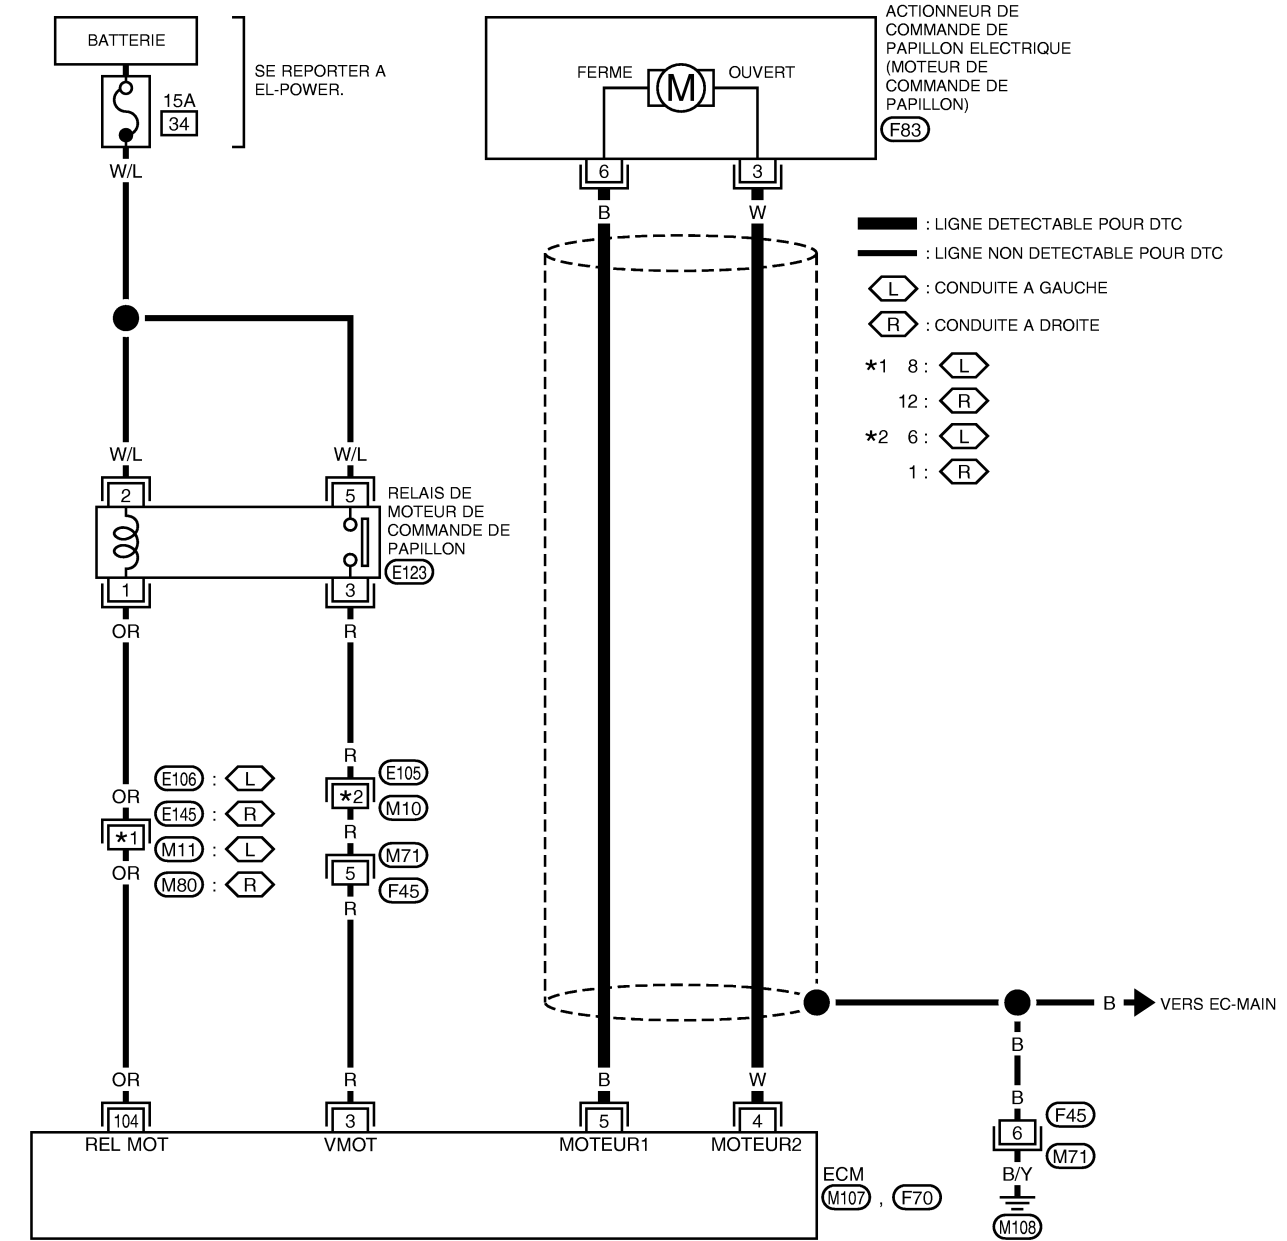 BATTERIE
15A
34
W/L
SE REPORTER A
EL-POWER.
ACTIONNEUR DE
COMMANDE DE
PAPILLON ELECTRIQUE
(MOTEUR DE
COMMANDE DE
PAPILLON)
F83
FERME
M
OUVERT
6
3
B
W
: LIGNE DETECTABLE POUR DTC
: LIGNE NON DETECTABLE POUR DTC
L : CONDUITE A GAUCHE
R : CONDUITE A DROITE
*1 8 : L
12 : R
*2 6 : L
1 : R
W/L
W/L
2
5
RELAIS DE
MOTEUR DE
COMMANDE DE
PAPILLON
E123
1
3
OR
R
R
E105
*2
M10
R
M71
5
F45
R
OR
E106 : L
E145 : R
*1
M11 : L
OR
M80 : R
OR
R
B
W
104
3
5
4
REL MOT
VMOT
MOTEUR1
MOTEUR2
ECM
M107 , F70
B
VERS EC-MAIN
B
B
F45
6
M71
B/Y
M108